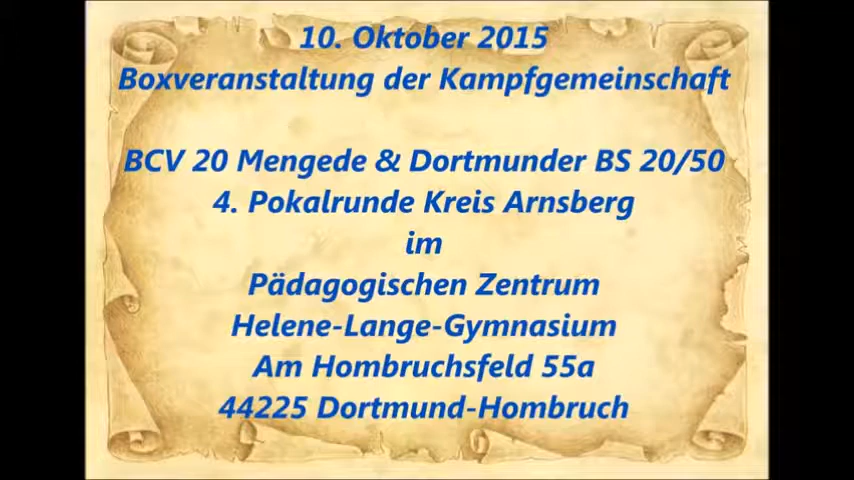 10. Oktober 2015
Boxveranstaltung der Kampfgemeinschaft
BCV 20 Mengede & Dortmunder BS 20/50
4. Pokalrunde Kreis Arnsberg
im
Pädagogischen Zentrum
Helene-Lange-Gymnasium
Am Hombruchsfeld 55a
44225 Dortmund-Hombruch